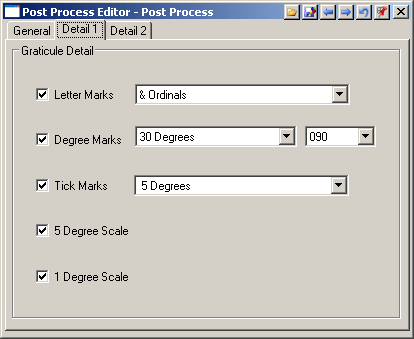 Post Process Editor - Post Process
General Detail 1 Detail 2
Graticule Detail
Letter Marks & Ordinals
Degree Marks 30 Degrees 090
Tick Marks 5 Degrees
5 Degree Scale
1 Degree Scale